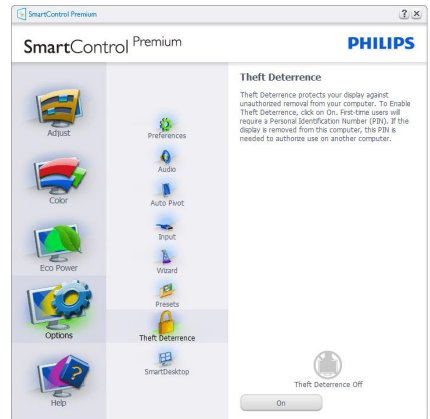 SmartControl Premium
SmartControl Premium
PHILIPS
Adjust
Color
Eco Power
Options
Help
Preferences
Audio
Auto Pivot
Input
Wizard
Presets
Theft Deterrence
SmartDesktop
Theft Deterrence
Theft Deterrence protects your display against
unauthorized removal from your computer. To Enable
Theft Deterrence, click on On. First-time users will
require a Personal Identification Number (PIN). If the
display is removed from this computer, this PIN is
needed to authorize use on another computer.
Theft Deterrence Off
On